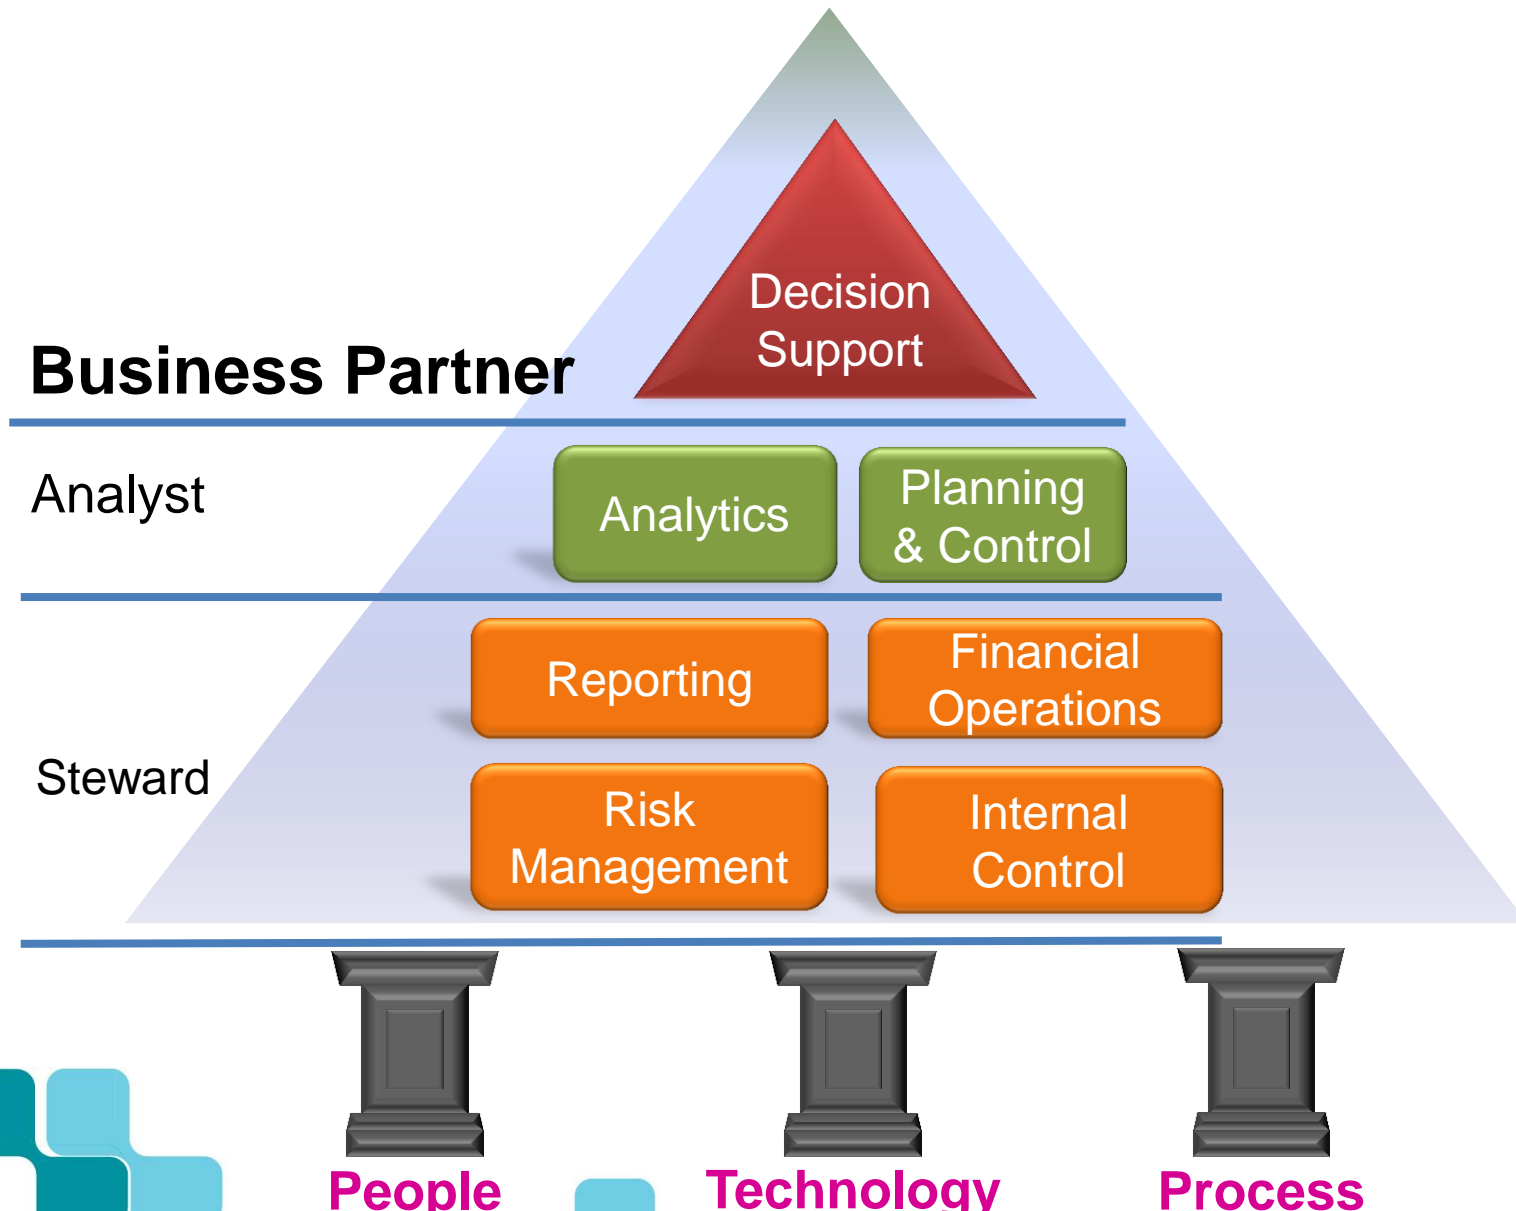 Decision
Support
Business Partner
Analyst
Analytics
Planning
& Control
Reporting
Financial
Operations
Steward
Risk
Management
Internal
Control
People
Technology
Process